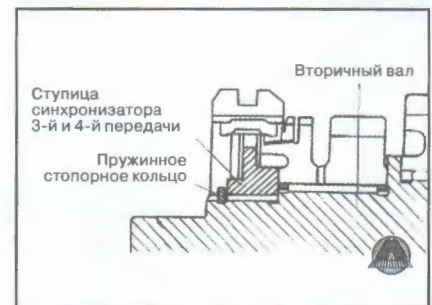 Вторичный вал
Ступица
синхронизатора
3-й и 4-й передачи
Пружинное
стопорное кольцо